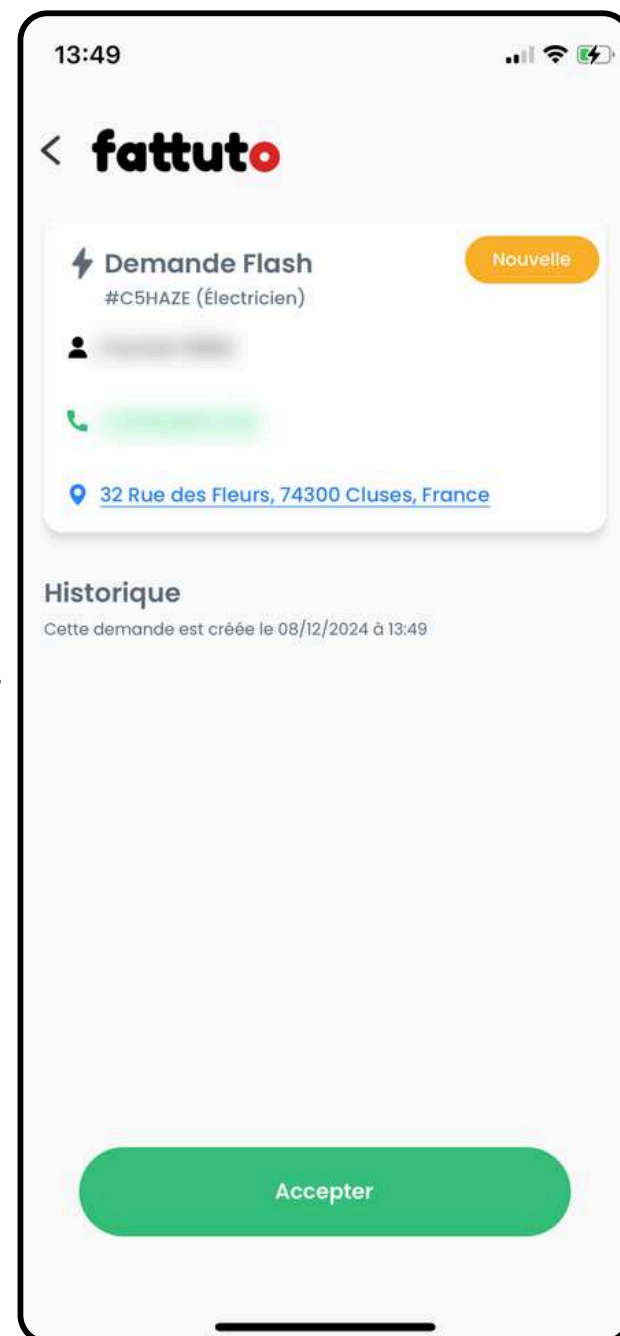 13:49
fattuto
Demande Flash
Nouvelle
#C5HAZE (Électricien)
32 Rue des Fleurs, 74300 Cluses, France
Historique
Cette demande est créée le 08/12/2024 à 13:49
Accepter